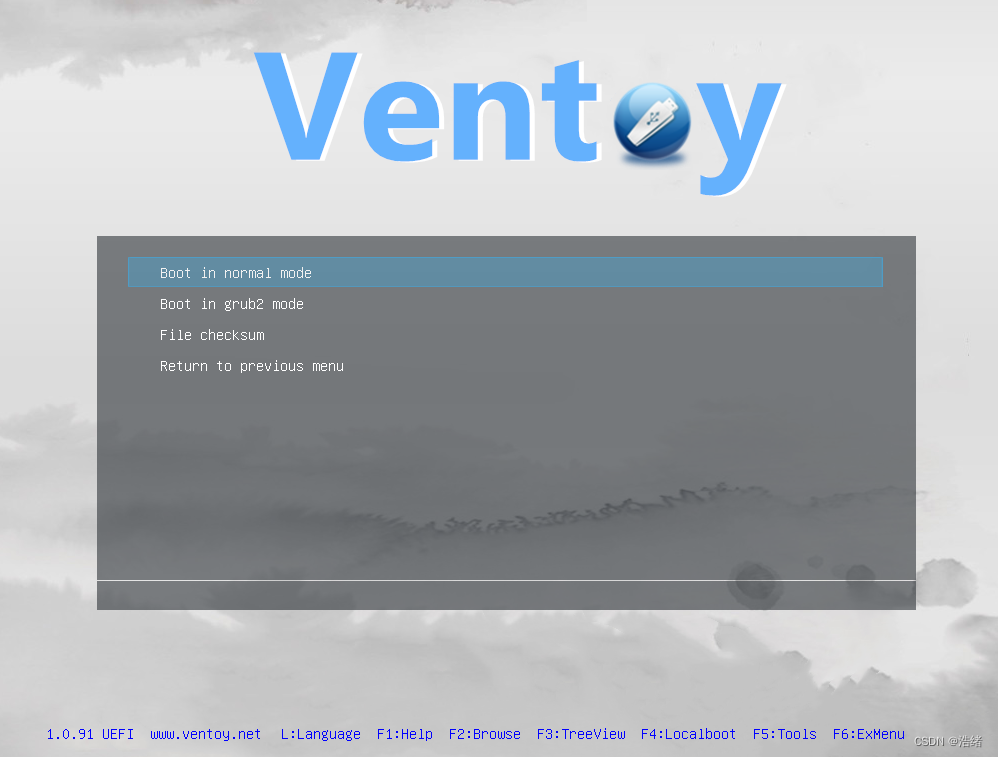 Ventoy
Boot in normal mode
Boot in grub2 mode
File checksum
Return to previous menu
1.0.91 UEFI www.ventoy.net L:Language F1:Help F2:Browse F3:TreeView F4:Localboot F5:Tools F6:ExMenu
CSDN @浩绪